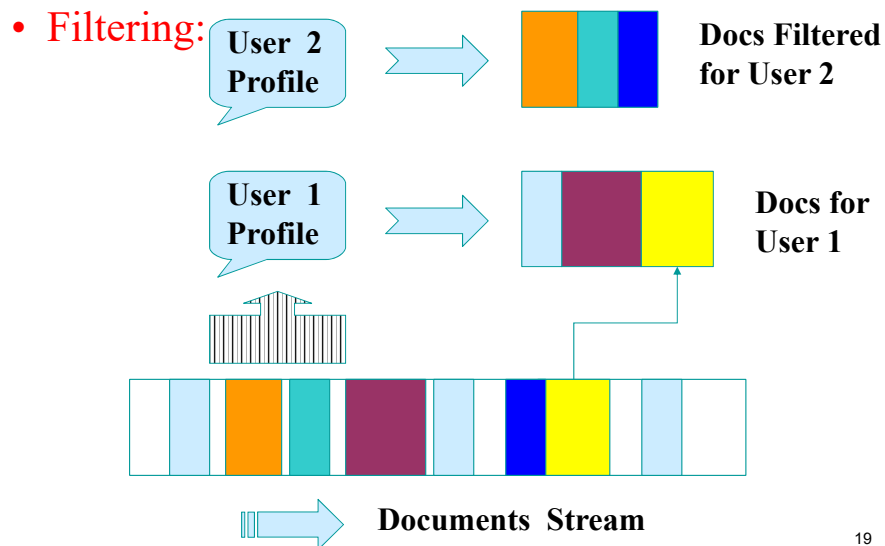 • Filtering:
User 2
Profile
Docs Filtered
for User 2
User 1
Profile
Docs for
User 1
Documents Stream
19